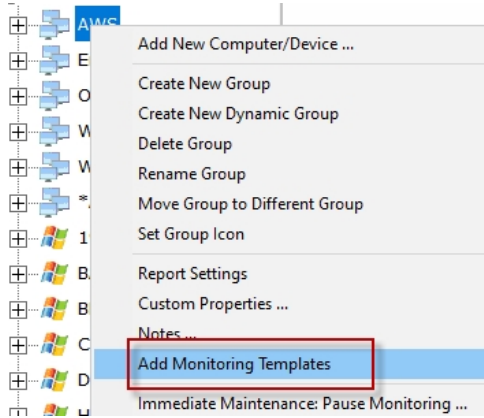 AWS
E
Add New Computer/Device ...
O
Create New Group
Create New Dynamic Group
W
Delete Group
W
Rename Group
*.
Move Group to Different Group
1
Set Group Icon
B
Report Settings
B
Custom Properties ...
C
Notes ...
D
Add Monitoring Templates
H
Immediate Maintenance: Pause Monitoring ...